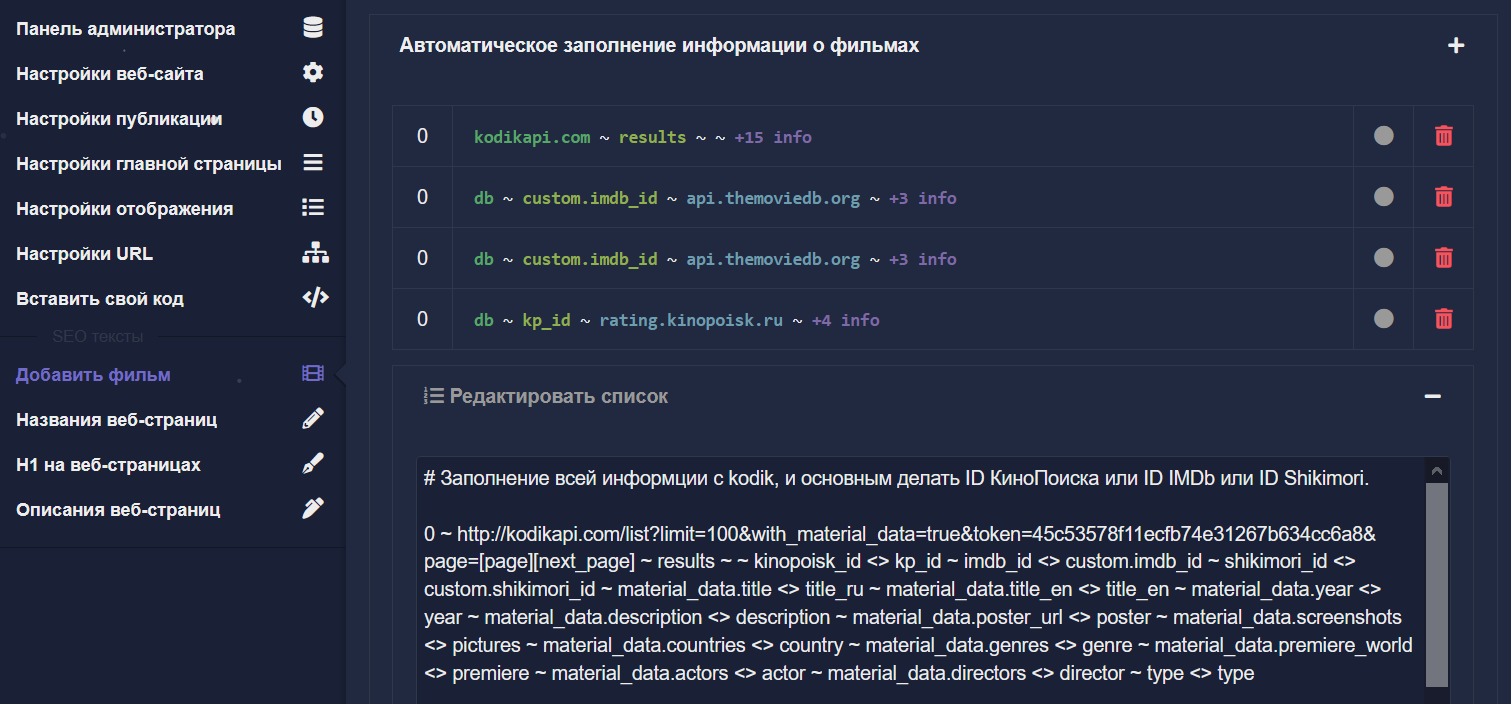 Панель администратора
Настройки веб-сайта
Настройки публикации
Настройки главной страницы
Настройки отображения
Настройки URL
Вставить свой код
SEO тексты
Добавить фильм
Названия веб-страниц
H1 на веб-страницах
Описания веб-страниц
Автоматическое заполнение информации о фильмах
0 kodikapi.com ~ results ~ ~ +15 info
0 db ~ custom.imdb_id ~ api.themoviedb.org ~ +3 info
0 db ~ custom.imdb_id ~ api.themoviedb.org ~ +3 info
0 db ~ kp_id ~ rating.kinopoisk.ru ~ +4 info
Редактировать список
# Заполнение всей информции с kodik, и основным делать ID КиноПоиска или ID IMDb или ID Shikimori.
0 ~ http://kodikapi.com/list?limit=100&with_material_data=true&token=45c53578f11ecfb74e31267b634cc6a8&
page=[page][next_page] ~ results ~ ~ kinopoisk_id <> kp_id ~ imdb_id <> custom.imdb_id ~ shikimori_id <>
custom.shikimori_id ~ material_data.title <> title_ru ~ material_data.title_en <> title_en ~ material_data.year <>
year ~ material_data.description <> description ~ material_data.poster_url <> poster ~ material_data.screenshots
<> pictures ~ material_data.countries <> country ~ material_data.genres <> genre ~ material_data.premiere_world
<> premiere ~ material_data.actors <> actor ~ material_data.directors <> director ~ type <> type